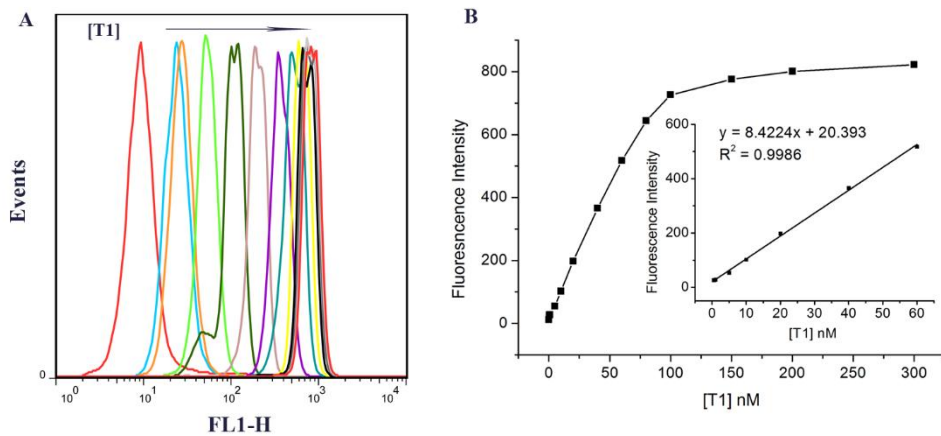 A
[T1]
Events
0
10^0 10^1 10^2 10^3 10^4
FL1-H
B
Fluoresncence Intensity
800
600
400
200
0
0 50 100 150 200 250 300
[T1] nM
y = 8.4224x + 20.393
R^2 = 0.9986
Fluorescence Intensity
600
400
200
0
0 10 20 30 40 50 60
[T1] nM